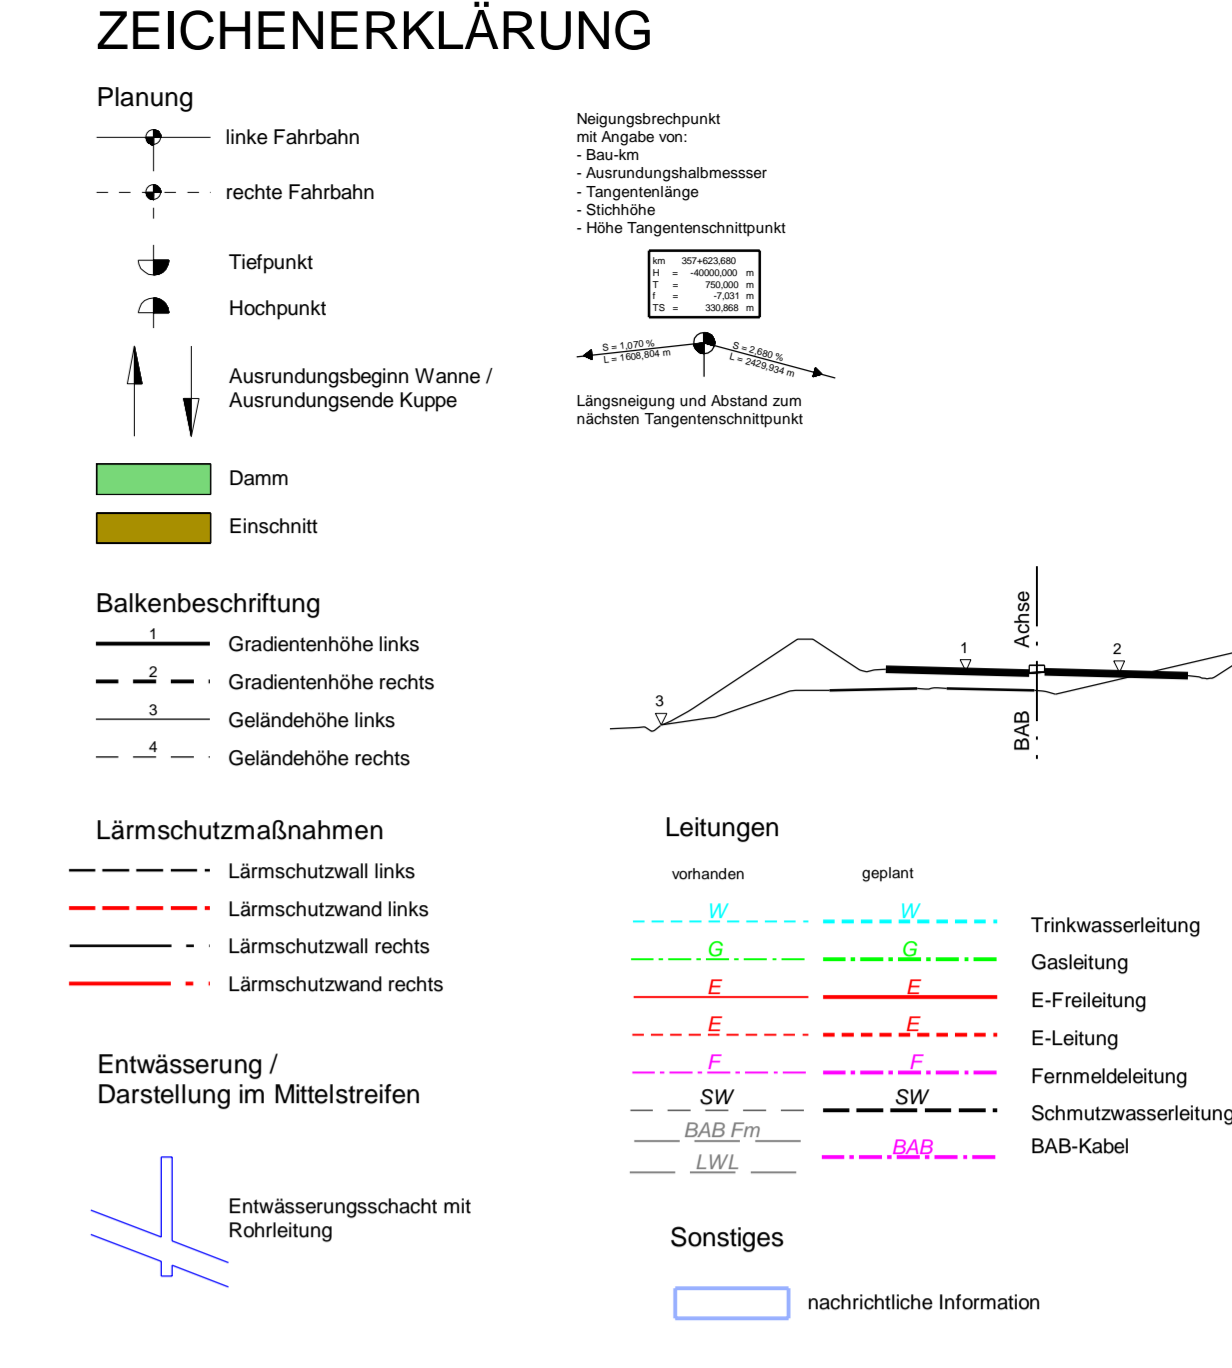 ZEICHENERKLÄRUNG
Planung
linke Fahrbahn
rechte Fahrbahn
Tiefpunkt
Hochpunkt
Ausrundungsbeginn Wanne /
Ausrundungsende Kuppe
Damm
Einschnitt
Neigungsbrechpunkt
mit Angabe von:
- Bau-km
- Ausrundungshalbmessser
- Tangentenlänge
- Stichhöhe
- Höhe Tangentenschnittpunkt
km 357+623,680
H = -40000,000 m
T = 750,000 m
f = -7,031 m
TS = 330,868 m
S = 1,070 %
L = 1608,804 m
S = 2,680 %
L = 2429,934 m
Längsneigung und Abstand zum
nächsten Tangentenschnittpunkt
Balkenbeschriftung
1 Gradientenhöhe links
2 Gradientenhöhe rechts
3 Geländehöhe links
4 Geländehöhe rechts
Achse
1
2
3
BAB
Lärmschutzmaßnahmen
Lärmschutzwall links
Lärmschutzwand links
Lärmschutzwall rechts
Lärmschutzwand rechts
Entwässerung /
Darstellung im Mittelstreifen
Entwässerungsschacht mit
Rohrleitung
Leitungen
vorhanden geplant
W W Trinkwasserleitung
G G Gasleitung
E E E-Freileitung
E E E-Leitung
F F Fernmeldeleitung
SW SW Schmutzwasserleitung
BAB Fm BAB BAB-Kabel
LWL
Sonstiges
nachrichtliche Information